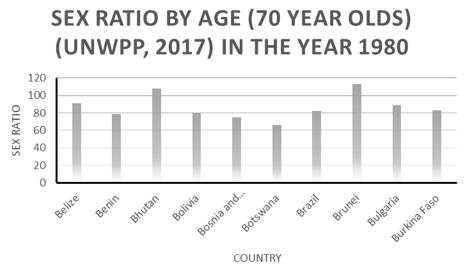 SEX RATIO BY AGE (70 YEAR OLDS)
(UNWPP, 2017) IN THE YEAR 1980
120
100
80
60
40
20
0
SEX RATIO
Belize
Benin
Bhutan
Bolivia
Bosnia and...
Botswana
Brazil
Brunei
Bulgaria
Burkina Faso
COUNTRY